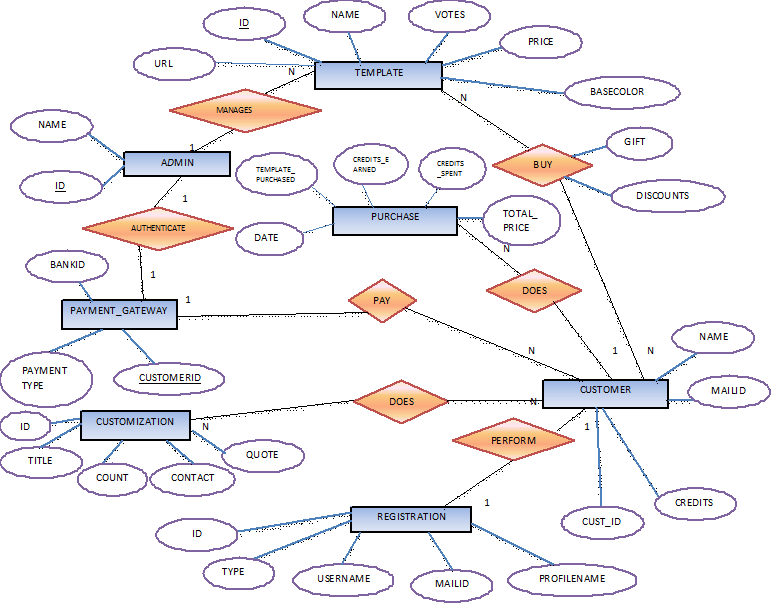 ID
NAME
VOTES
PRICE
URL
N
TEMPLATE
BASECOLOR
N
MANAGES
NAME
1
ADMIN
ID
BUY
GIFT
DISCOUNTS
TEMPLATE_
PURCHASED
CREDITS_E
ARNED
CREDITS
_SPENT
1
PURCHASE
TOTAL_
PRICE
AUTHENTICATE
DATE
N
BANKID
1
1
DOES
PAYMENT_GATEWAY
PAY
NAME
N
1
N
PAYMENT
TYPE
CUSTOMERID
CUSTOMER
MAILID
ID
CUSTOMIZATION
N
DOES
N
1
PERFORM
TITLE
QUOTE
COUNT
CONTACT
1
CREDITS
REGISTRATION
CUST_ID
ID
TYPE
USERNAME
MAILID
PROFILENAME